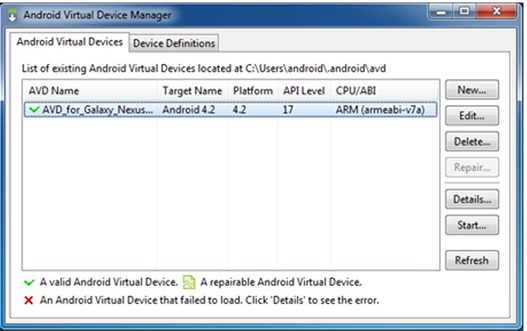 Android Virtual Device Manager
Android Virtual Devices Device Definitions
List of existing Android Virtual Devices located at C:\Users\android\.android\avd
AVD Name Target Name Platform API Level CPU/ABI
AVD_for_Galaxy_Nexus... Android 4.2 4.2 17 ARM (armeabi-v7a)
New...
Edit...
Delete...
Repair...
Details...
Start...
Refresh
A valid Android Virtual Device. A repairable Android Virtual Device.
An Android Virtual Device that failed to load. Click 'Details' to see the error.